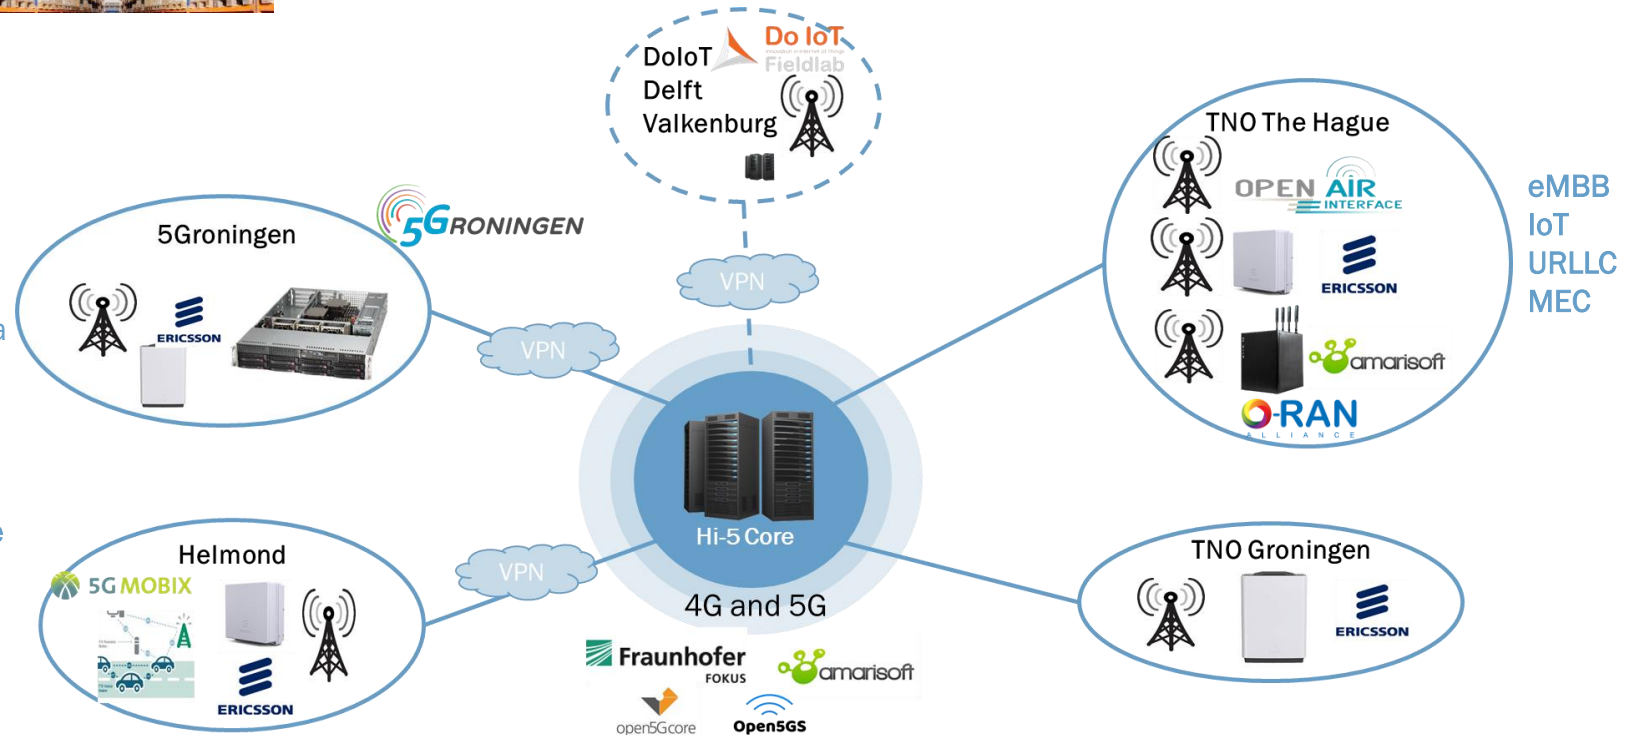 DoIoT
Delft
Valkenburg
Do IoT
Fieldlab
VPN
5Groningen
5GRONINGEN
ERICSSON
a
VPN
TNO The Hague
OPEN AIR
INTERFACE
ERICSSON
amarisoft
O-RAN
ALLIANCE
eMBB
IoT
URLLC
MEC
Hi-5 Core
4G and 5G
e
Helmond
5G MOBIX
ERICSSON
VPN
TNO Groningen
ERICSSON
Fraunhofer
FOKUS
amarisoft
open5Gcore
Open5GS